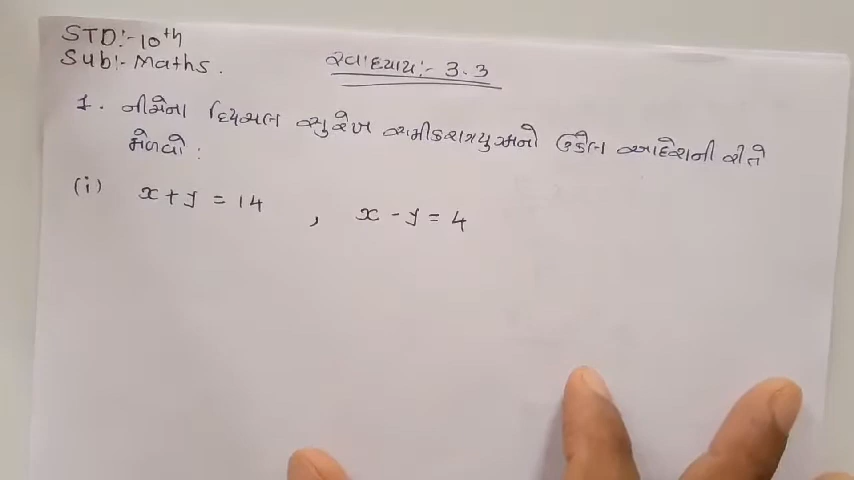 STD:- 10th
Sub:- Maths.
સ્વાધ્યાય:- 3.3
1. નીચેના દ્વિચલ સુરેખ સમીકરણયુગ્મનો ઉકેલ આદેશની રીતે
મેળવો :
(i) x + y = 14 , x - y = 4